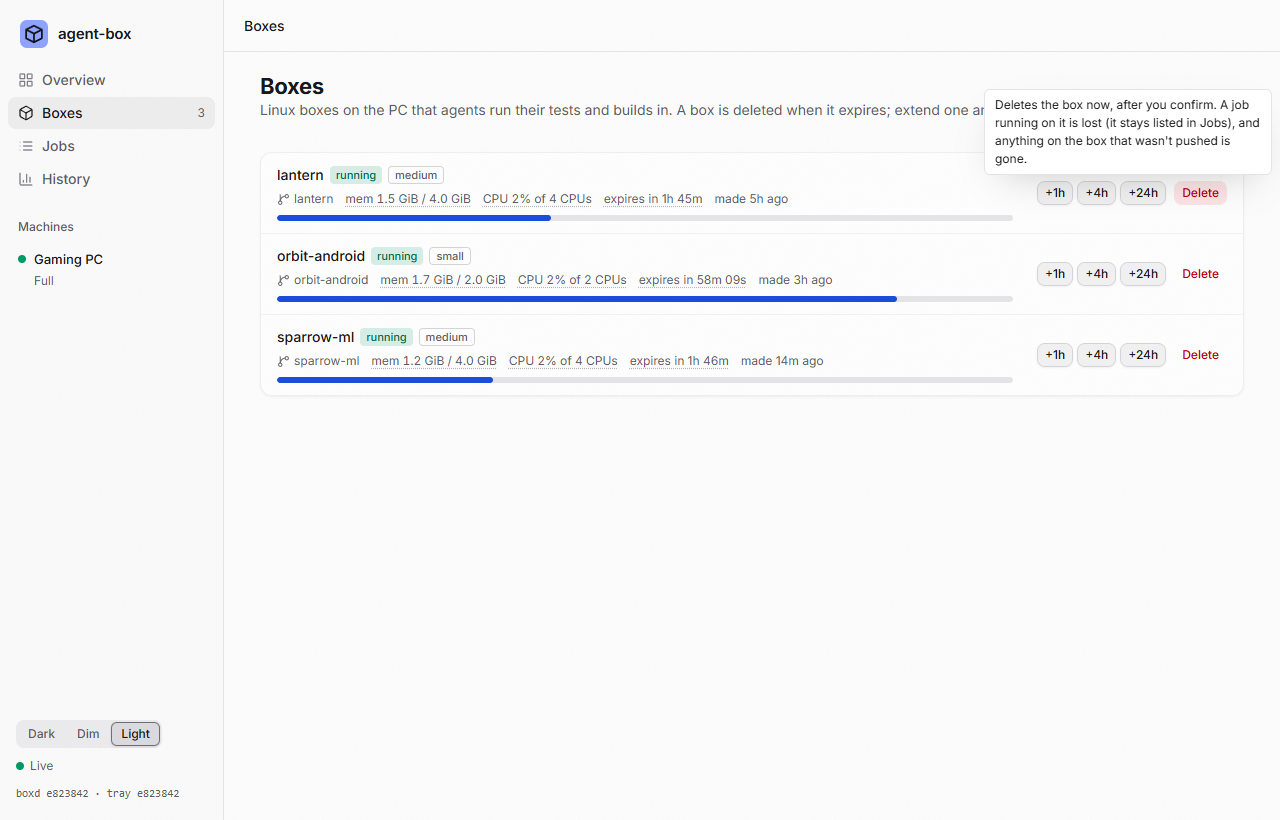 agent-box
Overview
Boxes 3
Jobs
History
Machines
Gaming PC
Full
Dark Dim Light
Live
boxd e823842 · tray e823842
Boxes
Boxes
Linux boxes on the PC that agents run their tests and builds in. A box is deleted when it expires; extend one
Deletes the box now, after you confirm. A job
running on it is lost (it stays listed in Jobs), and
anything on the box that wasn't pushed is
gone.
lantern running medium
lantern mem 1.5 GiB / 4.0 GiB CPU 2% of 4 CPUs expires in 1h 45m made 5h ago
+1h +4h +24h Delete
orbit-android running small
orbit-android mem 1.7 GiB / 2.0 GiB CPU 2% of 2 CPUs expires in 58m 09s made 3h ago
+1h +4h +24h Delete
sparrow-ml running medium
sparrow-ml mem 1.2 GiB / 4.0 GiB CPU 2% of 4 CPUs expires in 1h 46m made 14m ago
+1h +4h +24h Delete